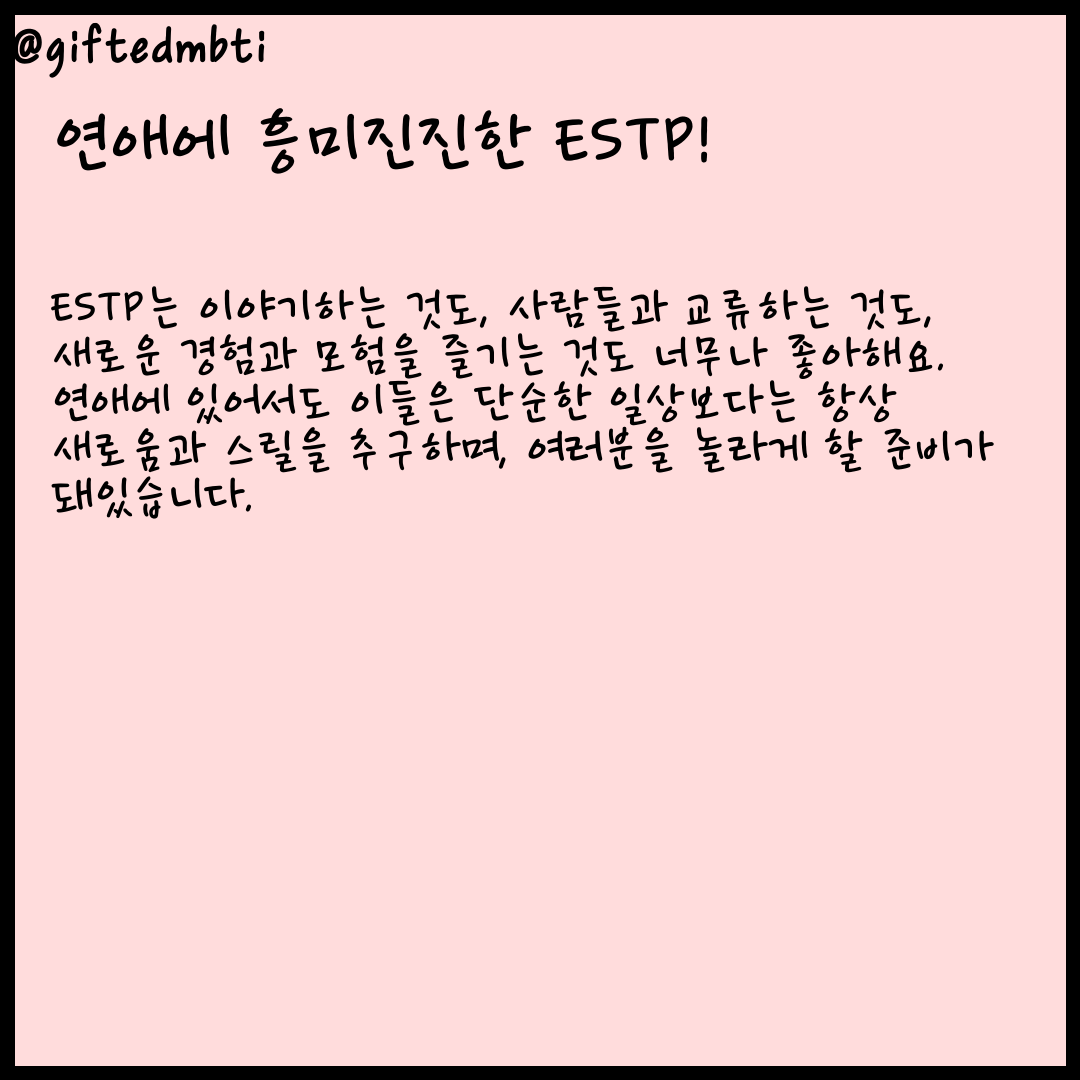 @giftedmbti
연애에 흥미진진한 ESTP!
ESTP는 이야기하는 것도, 사람들과 교류하는 것도,
새로운 경험과 모험을 즐기는 것도 너무나 좋아해요.
연애에 있어서도 이들은 단순한 일상보다는 항상
새로움과 스릴을 추구하며, 여러분을 놀라게 할 준비가
돼있습니다.